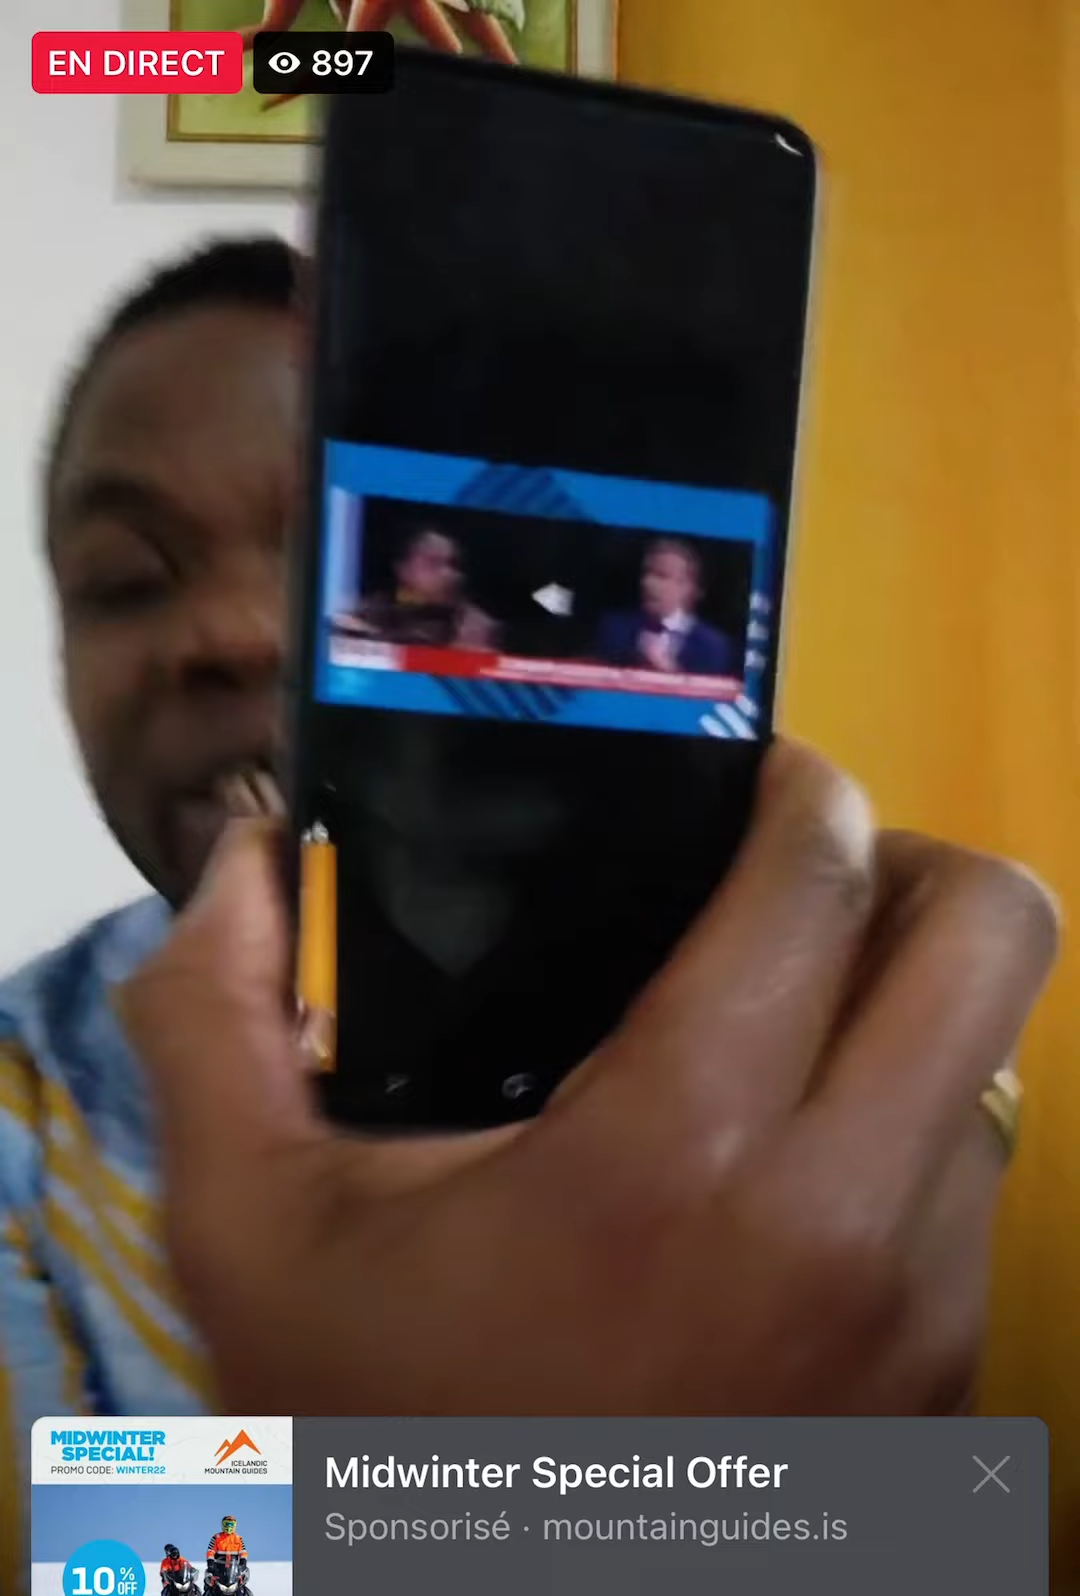 EN DIRECT
897
MIDWINTER
SPECIAL!
PROMO CODE: WINTER22
ICELANDIC
MOUNTAIN GUIDES
10% OFF
Midwinter Special Offer
Sponsorisé · mountainguides.is